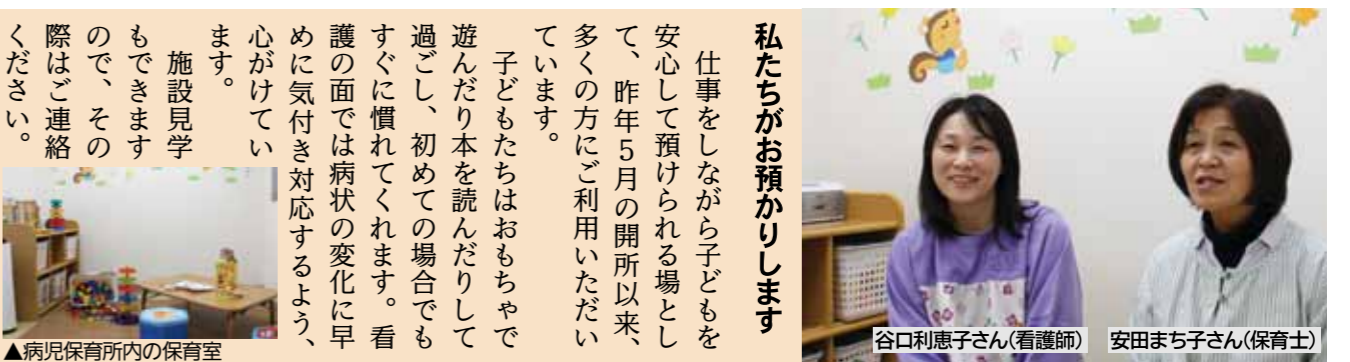 私たちがお預かりします
仕事をしながら子どもを
安心して預けられる場とし
て、昨年5月の開所以来、
多くの方にご利用いただい
ています。
子どもたちはおもちゃで
遊んだり本を読んだりして
過ごし、初めての場合でも
すぐに慣れてくれます。看
護の面では病状の変化に早
めに気付き対応するよう、
心がけてい
ます。
施設見学
もできます
ので、その
際はご連絡
ください。
▲病児保育所内の保育室
谷口利恵子さん(看護師)
安田まち子さん(保育士)